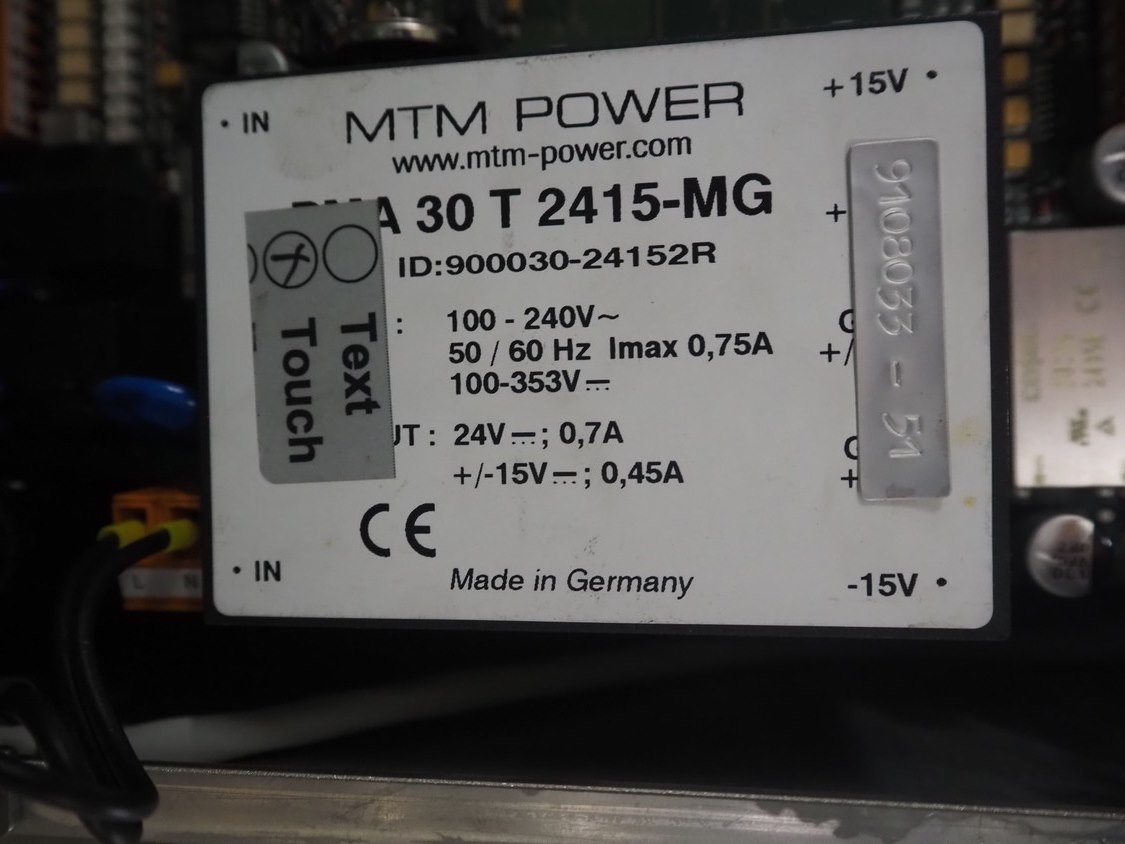 • IN
MTM POWER
+15V •
www.mtm-power.com
A 30 T 2415-MG
+
ID:900030-24152R
: 100 - 240V~
50 / 60 Hz Imax 0,75A
+/
100-353V⎓
UT : 24V⎓; 0,7A
+/-15V⎓; 0,45A
+
CE
• IN
Made in Germany
-15V •
Text
Touch
9108033 - 51
L N